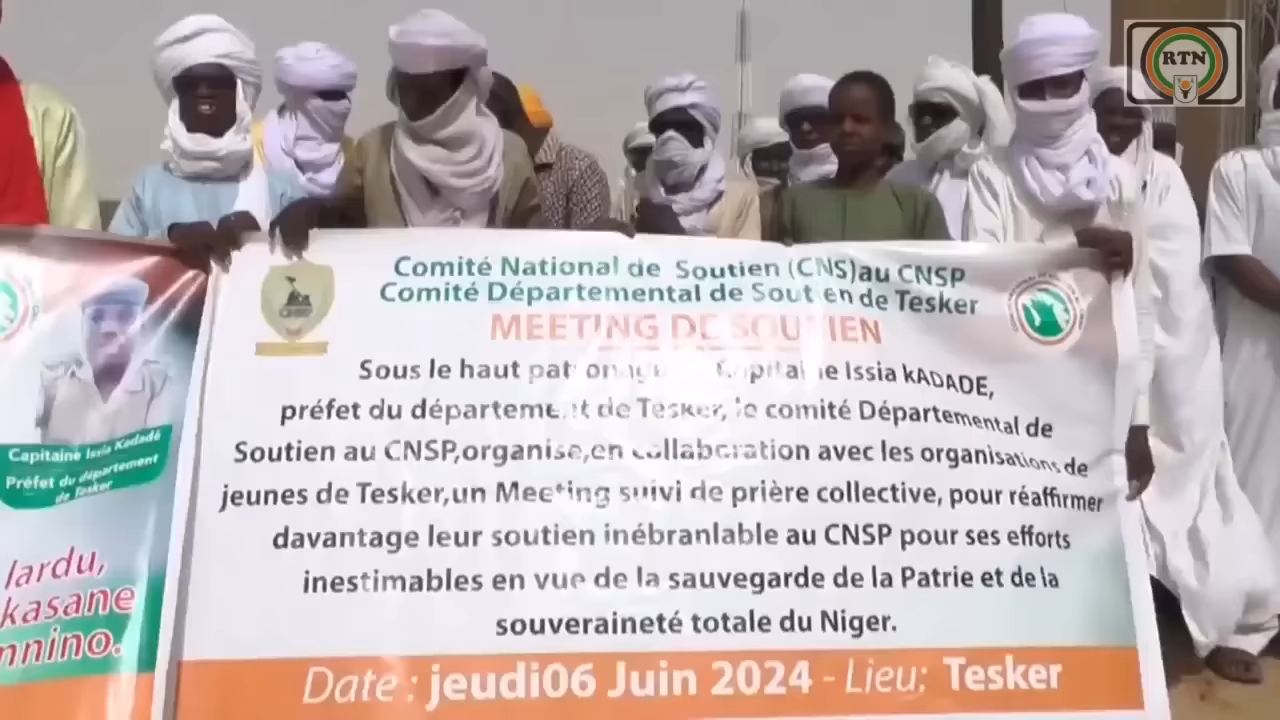 RTN
Comité National de Soutien (CNS)au CNSP
Comité Départemental de Soutien de Tesker
MEETING DE SOUTIEN
Sous le haut patronage Capitaine Issia kADADE,
préfet du département de Tesker, le comité Départemental de
Soutien au CNSP,organise,en collaboration avec les organisations de
jeunes de Tesker,un Meeting suivi de prière collective, pour réaffirmer
davantage leur soutien inébranlable au CNSP pour ses efforts
inestimables en vue de la sauvegarde de la Patrie et de la
souveraineté totale du Niger.
Date : jeudi06 Juin 2024 - Lieu: Tesker
Capitaine Issia Kadadé
Préfet du département
de Tesker
lardu,
kasane
nnino.